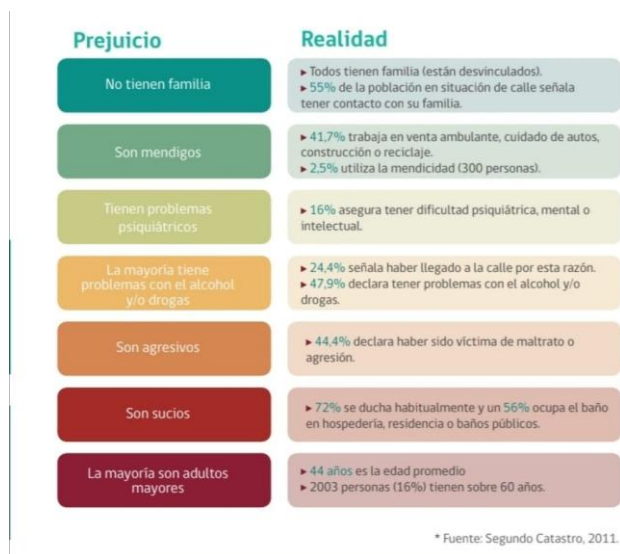 Prejuicio
Realidad
No tienen familia
▸ Todos tienen familia (están desvinculados).
▸ 55% de la población en situación de calle señala
tener contacto con su familia.
Son mendigos
▸ 41,7% trabaja en venta ambulante, cuidado de autos,
construcción o reciclaje.
▸ 2,5% utiliza la mendicidad (300 personas).
Tienen problemas
psiquiátricos
▸ 16% asegura tener dificultad psiquiátrica, mental o
intelectual.
La mayoría tiene
problemas con el alcohol
y/o drogas
▸ 24,4% señala haber llegado a la calle por esta razón.
▸ 47,9% declara tener problemas con el alcohol y/o
drogas.
Son agresivos
▸ 44,4% declara haber sido víctima de maltrato o
agresión.
Son sucios
▸ 72% se ducha habitualmente y un 56% ocupa el baño
en hospedería, residencia o baños públicos.
La mayoría son adultos
mayores
▸ 44 años es la edad promedio
▸ 2003 personas (16%) tienen sobre 60 años.
* Fuente: Segundo Catastro, 2011.